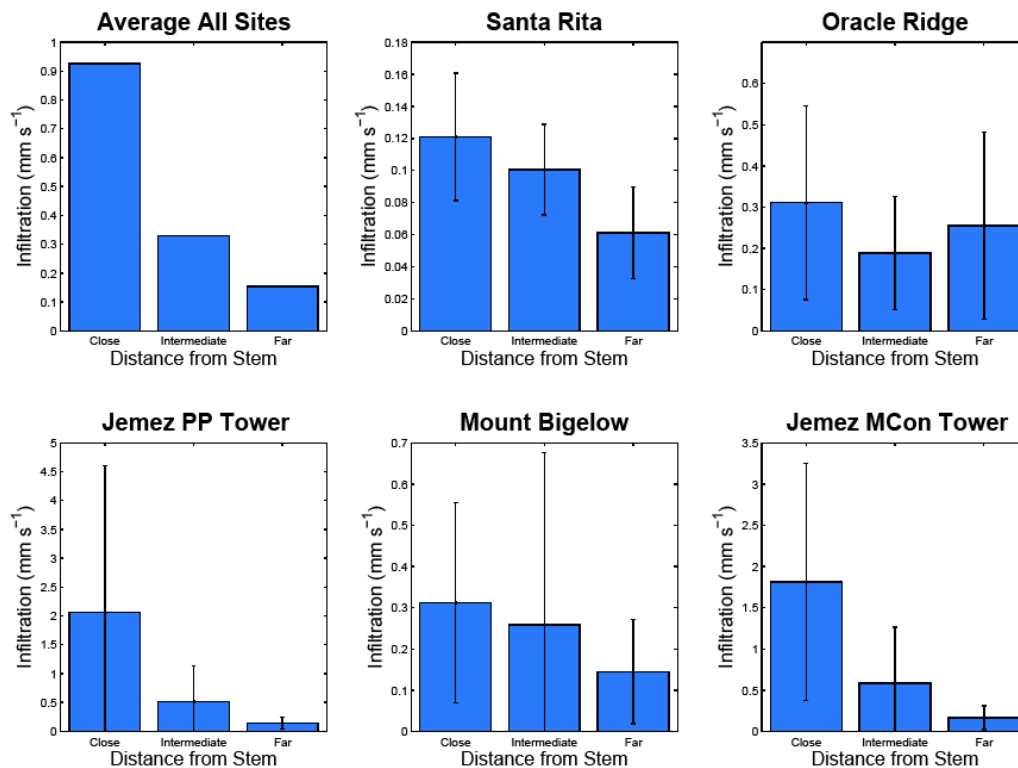 Average All Sites
Infiltration (mm s⁻¹)
1
0.9
0.8
0.7
0.6
0.5
0.4
0.3
0.2
0.1
0
Close Intermediate Far
Distance from Stem
Santa Rita
Infiltration (mm s⁻¹)
0.18
0.16
0.14
0.12
0.1
0.08
0.06
0.04
0.02
0
Close Intermediate Far
Distance from Stem
Oracle Ridge
Infiltration (mm s⁻¹)
0.6
0.5
0.4
0.3
0.2
0.1
0
Close Intermediate Far
Distance from Stem
Jemez PP Tower
Infiltration (mm s⁻¹)
5
4.5
4
3.5
3
2.5
2
1.5
1
0.5
0
Close Intermediate Far
Distance from Stem
Mount Bigelow
Infiltration (mm s⁻¹)
0.7
0.6
0.5
0.4
0.3
0.2
0.1
0
Close Intermediate Far
Distance from Stem
Jemez MCon Tower
Infiltration (mm s⁻¹)
3.5
3
2.5
2
1.5
1
0.5
0
Close Intermediate Far
Distance from Stem